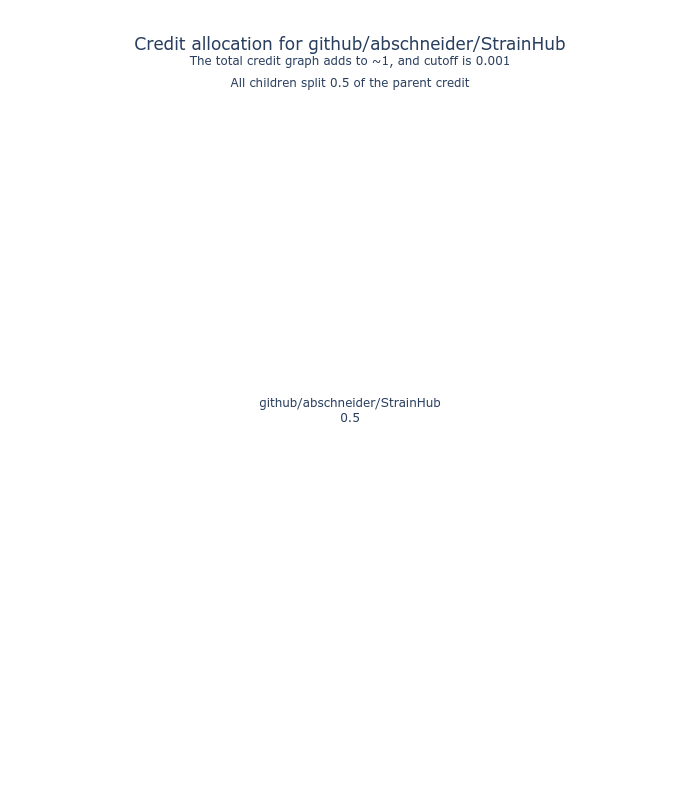 Credit allocation for github/abschneider/StrainHub
The total credit graph adds to ~1, and cutoff is 0.001
All children split 0.5 of the parent credit
github/abschneider/StrainHub
0.5